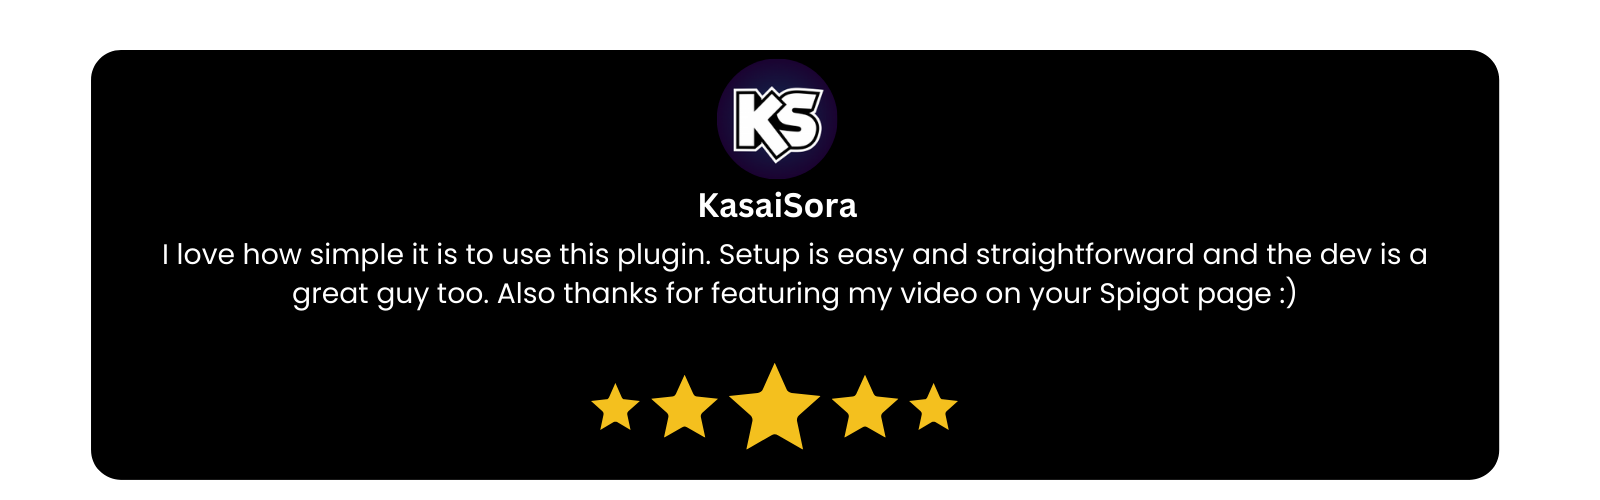 KS
KasaiSora
I love how simple it is to use this plugin. Setup is easy and straightforward and the dev is a
great guy too. Also thanks for featuring my video on your Spigot page :)